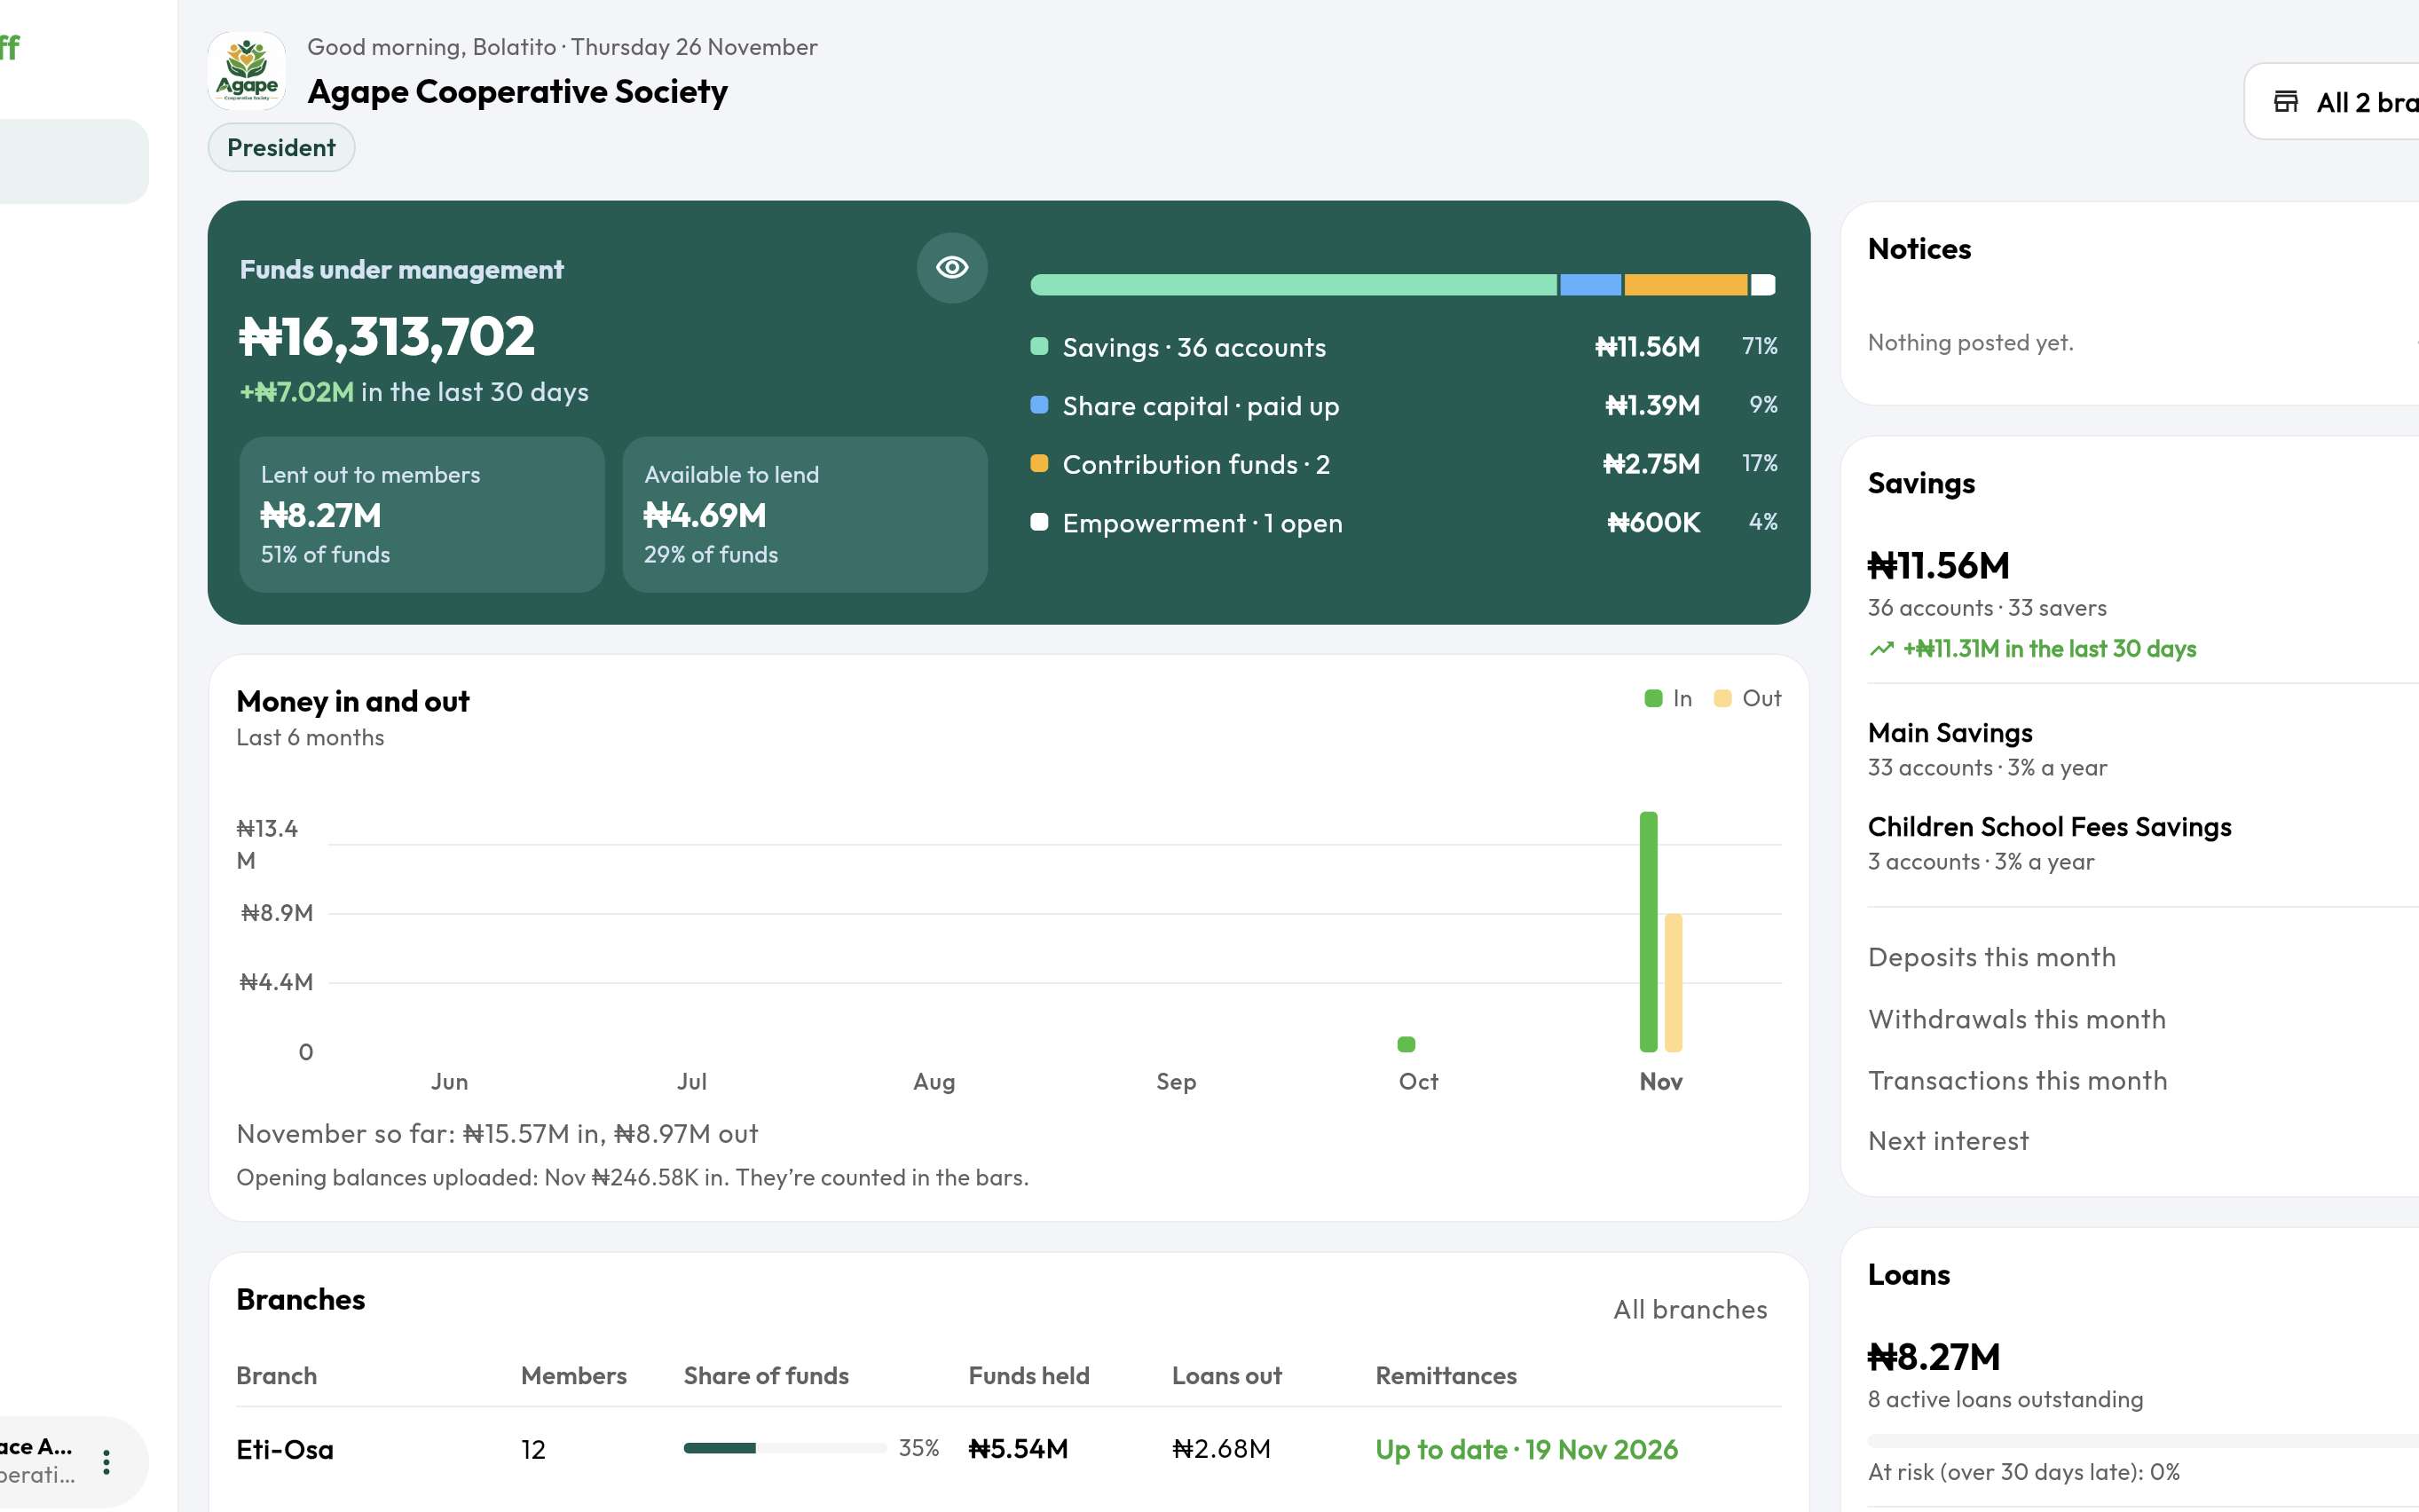 ff
Good morning, Bolatito · Thursday 26 November
Agape
Cooperative Society
Agape Cooperative Society
President
All 2 bra
Funds under management
₦16,313,702
+₦7.02M in the last 30 days
Lent out to members
₦8.27M
51% of funds
Available to lend
₦4.69M
29% of funds
Savings · 36 accounts ₦11.56M 71%
Share capital · paid up ₦1.39M 9%
Contribution funds · 2 ₦2.75M 17%
Empowerment · 1 open ₦600K 4%
Money in and out
Last 6 months
In Out
₦13.4
M
₦8.9M
₦4.4M
0
Jun Jul Aug Sep Oct Nov
November so far: ₦15.57M in, ₦8.97M out
Opening balances uploaded: Nov ₦246.58K in. They’re counted in the bars.
Branches
All branches
Branch Members Share of funds Funds held Loans out Remittances
Eti-Osa 12 35% ₦5.54M ₦2.68M Up to date · 19 Nov 2026
Notices
Nothing posted yet.
Savings
₦11.56M
36 accounts · 33 savers
+₦11.31M in the last 30 days
Main Savings
33 accounts · 3% a year
Children School Fees Savings
3 accounts · 3% a year
Deposits this month
Withdrawals this month
Transactions this month
Next interest
Loans
₦8.27M
8 active loans outstanding
At risk (over 30 days late): 0%
ace A...
perati...